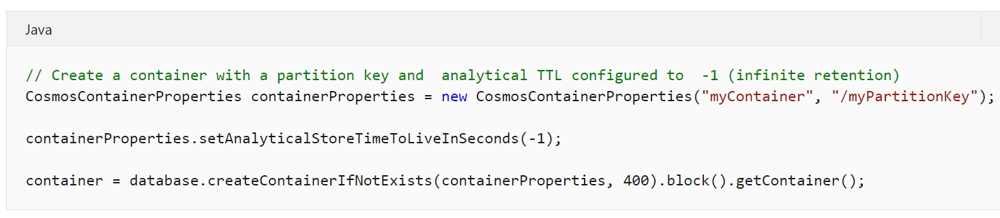 Java
// Create a container with a partition key and  analytical TTL configured to  -1 (infinite retention)
CosmosContainerProperties containerProperties = new CosmosContainerProperties("myContainer", "/myPartitionKey");
containerProperties.setAnalyticalStoreTimeToLiveInSeconds(-1);
container = database.createContainerIfNotExists(containerProperties, 400).block().getContainer();